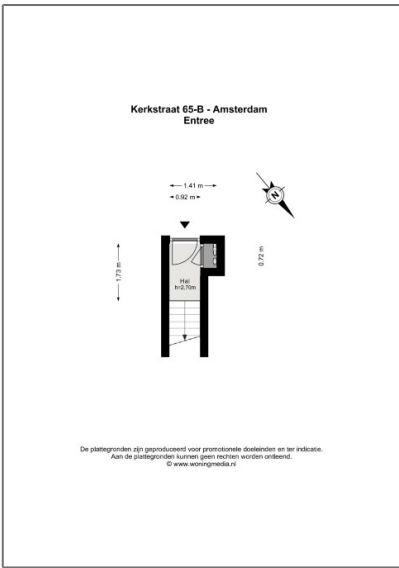 Kerkstraat 65-B - Amsterdam
Entree
1.41 m
0.92 m
N
1.73 m
0.72 m
Hal
h=2,70m
De plattegronden zijn geproduceerd voor promotionele doeleinden en ter indicatie.
Aan de plattegronden kunnen geen rechten worden ontleend.
© www.woningmedia.nl